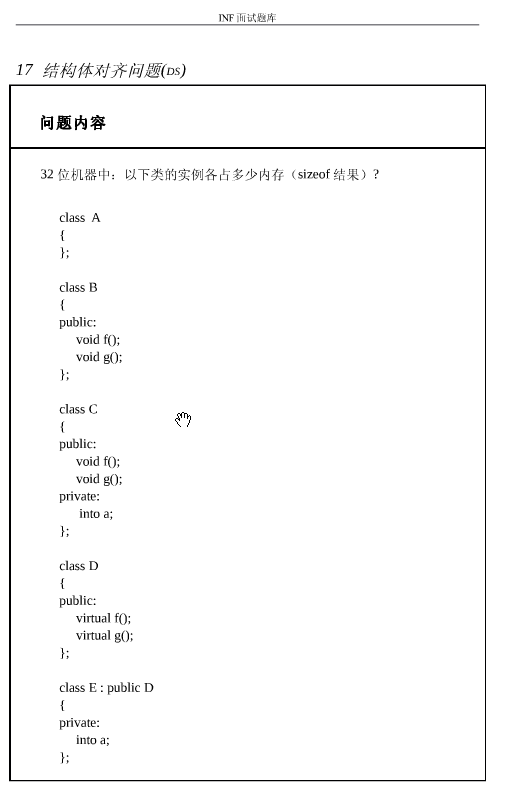 INF 面试题库
17 结构体对齐问题(DS)
问题内容
32 位机器中：以下类的实例各占多少内存（sizeof 结果）?
class A
{
};
class B
{
public:
void f();
void g();
};
class C
{
public:
void f();
void g();
private:
into a;
};
class D
{
public:
virtual f();
virtual g();
};
class E : public D
{
private:
into a;
};